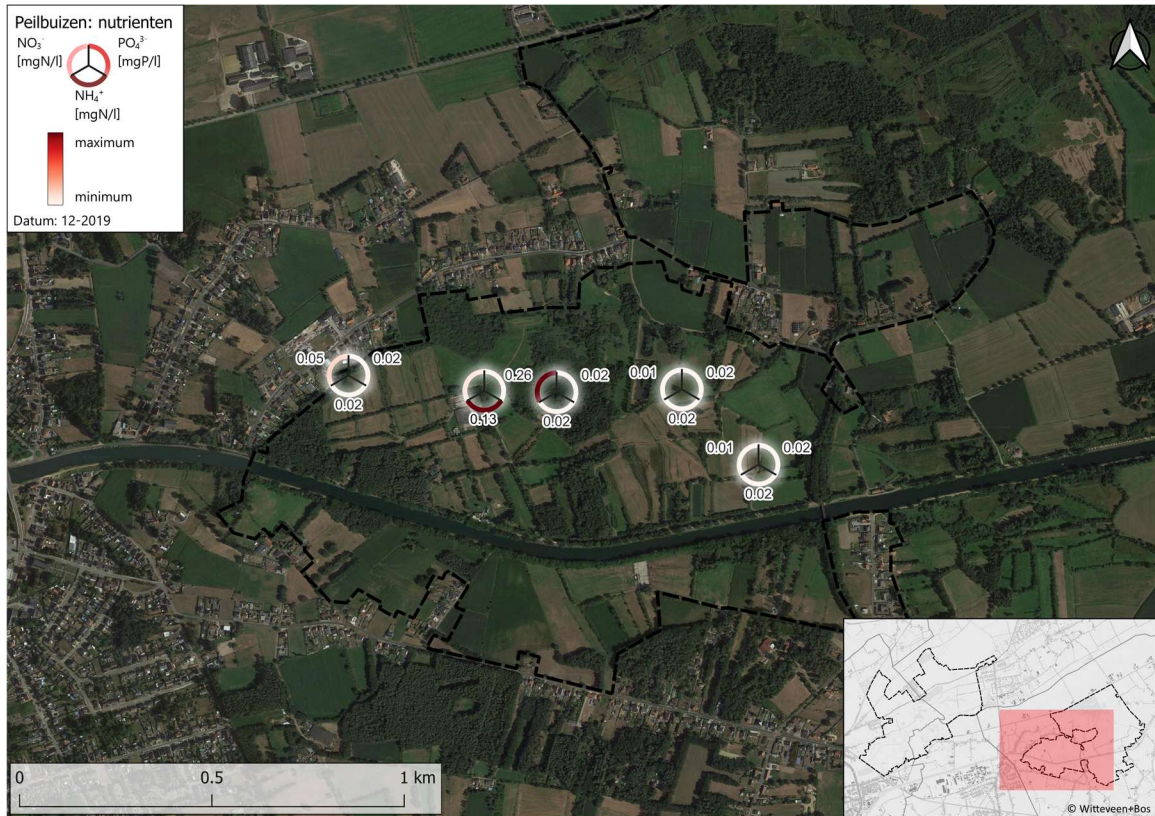 Peilbuizen: nutrienten
NO₃⁻ PO₄³⁻
[mgN/l] [mgP/l]
NH₄⁺
[mgN/l]
maximum
minimum
Datum: 12-2019
0.05 0.02
0.02
0.26
0.13
0.02
0.02
0.01 0.02
0.02
0.01 0.02
0.02
0 0.5 1 km
© Witteveen+Bos